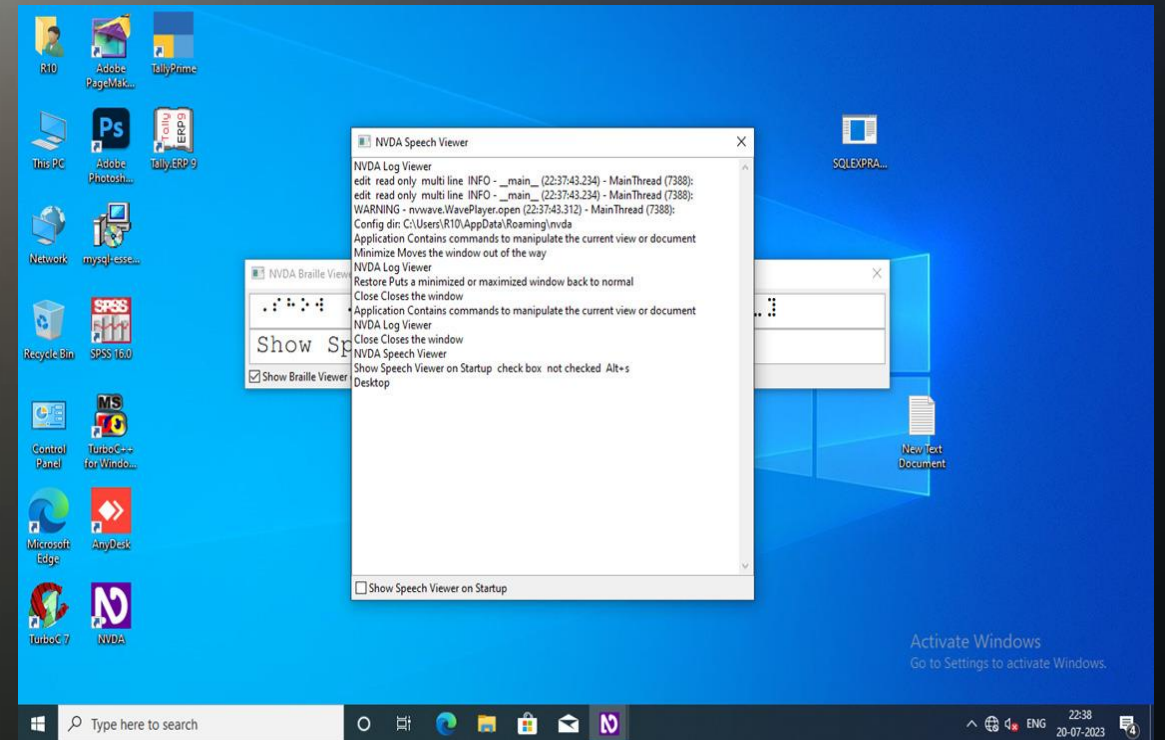 R10
Adobe
PageMak...
TallyPrime
This PC
Ps
Adobe
Photosh...
Tally
ERP9
Tally.ERP 9
SQLEXPRA...
Network
mysql-esse...
Recycle Bin
SPSS
SPSS 16.0
Control
Panel
MS
TurboC++
for Windo...
Microsoft
Edge
AnyDesk
TurboC 7
NVDA
New Text
Document
NVDA Speech Viewer
NVDA Log Viewer
edit read only multi line INFO - __main__ (22:37:43.234) - MainThread (7388):
edit read only multi line INFO - __main__ (22:37:43.234) - MainThread (7388):
WARNING - nvwave.WavePlayer.open (22:37:43.312) - MainThread (7388):
Config dir: C:\Users\R10\AppData\Roaming\nvda
Application Contains commands to manipulate the current view or document
Minimize Moves the window out of the way
NVDA Log Viewer
Restore Puts a minimized or maximized window back to normal
Close Closes the window
Application Contains commands to manipulate the current view or document
NVDA Log Viewer
Close Closes the window
NVDA Speech Viewer
Show Speech Viewer on Startup check box not checked Alt+s
Desktop
Show Speech Viewer on Startup
NVDA Braille Viewe
Show Sp
Show Braille Viewer
Activate Windows
Go to Settings to activate Windows.
Type here to search
ENG
22:38
20-07-2023
4